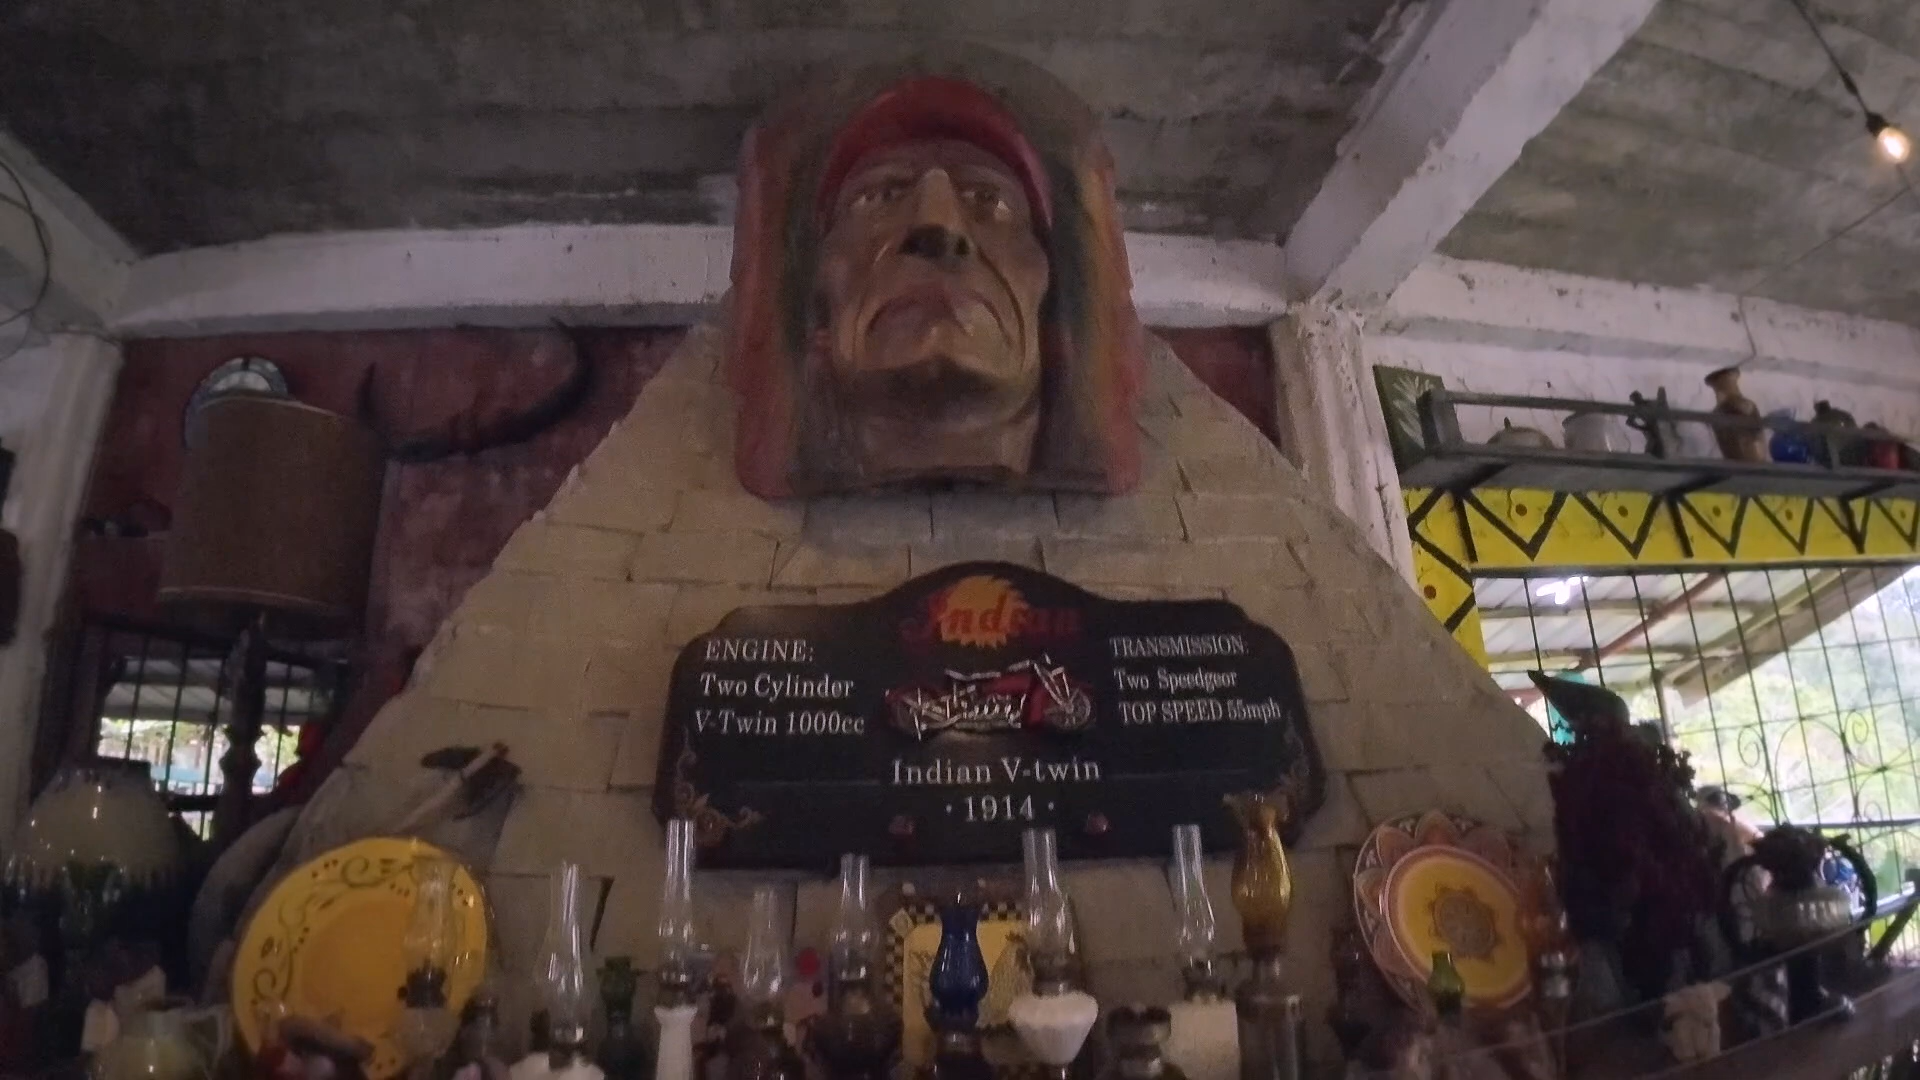 Indian
ENGINE:
Two Cylinder
V-Twin 1000cc
TRANSMISSION:
Two Speedgeor
TOP SPEED 55mph
Indian V-twin
· 1914 ·